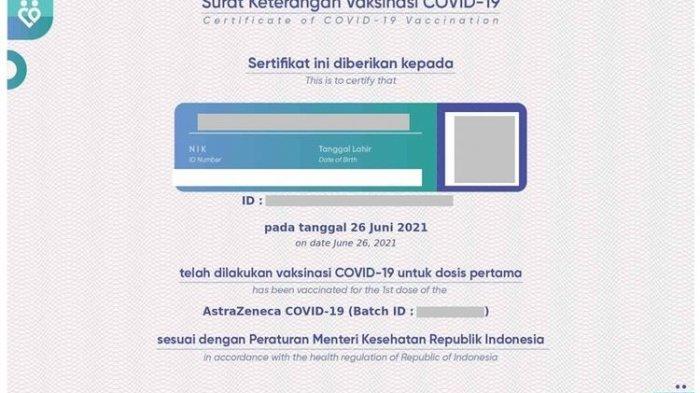 Surat Keterangan Vaksinasi COVID-19
Certificate of COVID-19 Vaccination
Sertifikat ini diberikan kepada
This is to certify that
NIK
ID Number
Tanggal Lahir
Date of Birth
ID :
pada tanggal 26 Juni 2021
on date June 26, 2021
telah dilakukan vaksinasi COVID-19 untuk dosis pertama
has been vaccinated for the 1st dose of the
AstraZeneca COVID-19 (Batch ID : )
sesuai dengan Peraturan Menteri Kesehatan Republik Indonesia
in accordance with the health regulation of Republic of Indonesia